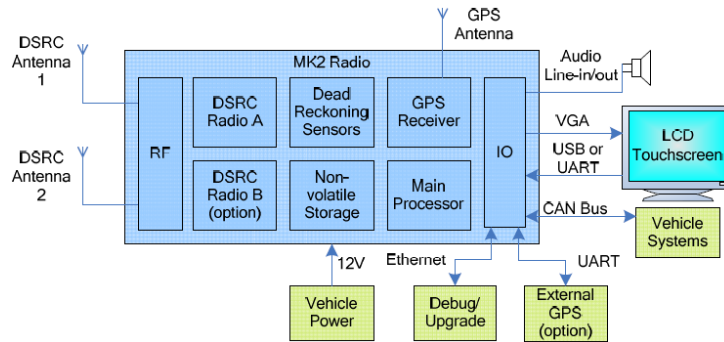 DSRC
Antenna
1
GPS
Antenna
Audio
Line-in/out
MK2 Radio
RF
DSRC
Radio A
Dead
Reckoning
Sensors
GPS
Receiver
IO
VGA
LCD
Touchscreen
USB or
UART
DSRC
Antenna
2
DSRC
Radio B
(option)
Non-
volatile
Storage
Main
Processor
CAN Bus
Vehicle
Systems
12V
Ethernet
UART
Vehicle
Power
Debug/
Upgrade
External
GPS
(option)